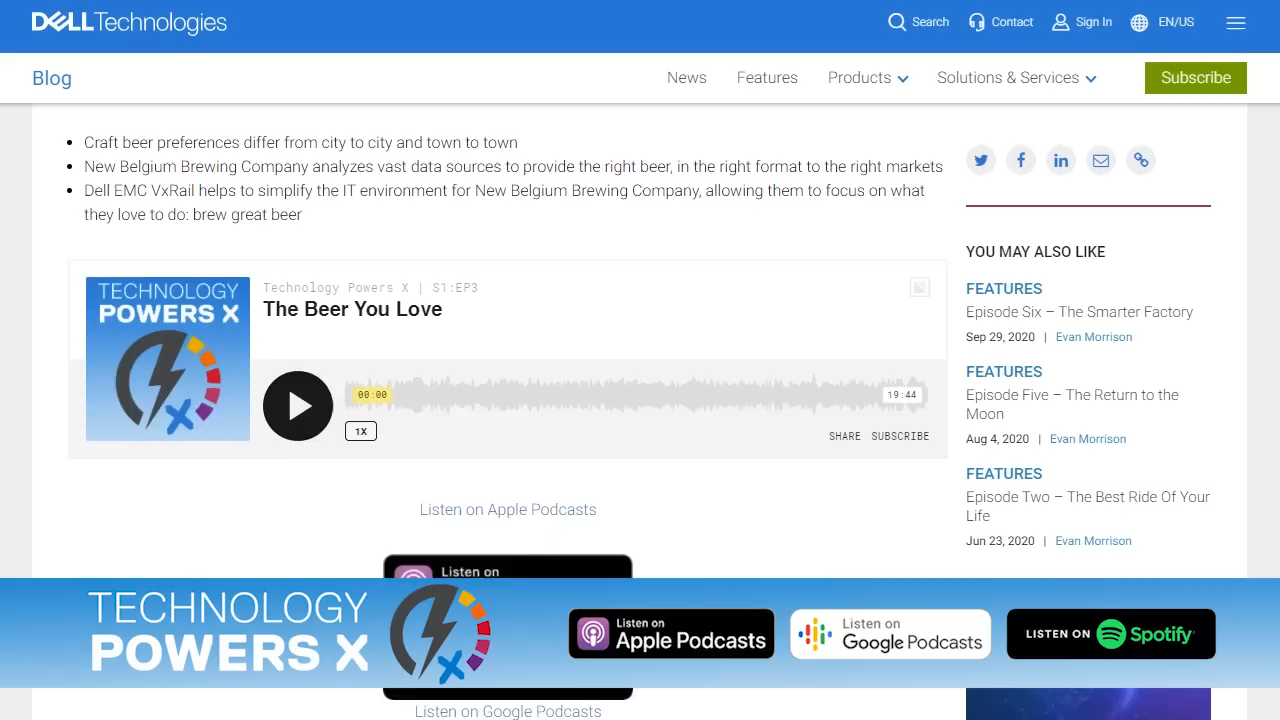 DELL Technologies
Search
Contact
Sign In
EN/US
Blog
News
Features
Products
Solutions & Services
Subscribe
Craft beer preferences differ from city to city and town to town
New Belgium Brewing Company analyzes vast data sources to provide the right beer, in the right format to the right markets
Dell EMC VxRail helps to simplify the IT environment for New Belgium Brewing Company, allowing them to focus on what
they love to do: brew great beer
TECHNOLOGY
POWERS X
X
Technology Powers X | S1:EP3
The Beer You Love
00:00
19:44
1X
SHARE
SUBSCRIBE
Listen on Apple Podcasts
Listen on
YOU MAY ALSO LIKE
FEATURES
Episode Six – The Smarter Factory
Sep 29, 2020 | Evan Morrison
FEATURES
Episode Five – The Return to the
Moon
Aug 4, 2020 | Evan Morrison
FEATURES
Episode Two – The Best Ride Of Your
Life
Jun 23, 2020 | Evan Morrison
TECHNOLOGY
POWERS X
X
Listen on
Apple Podcasts
Listen on
Google Podcasts
LISTEN ON Spotify
Listen on Google Podcasts